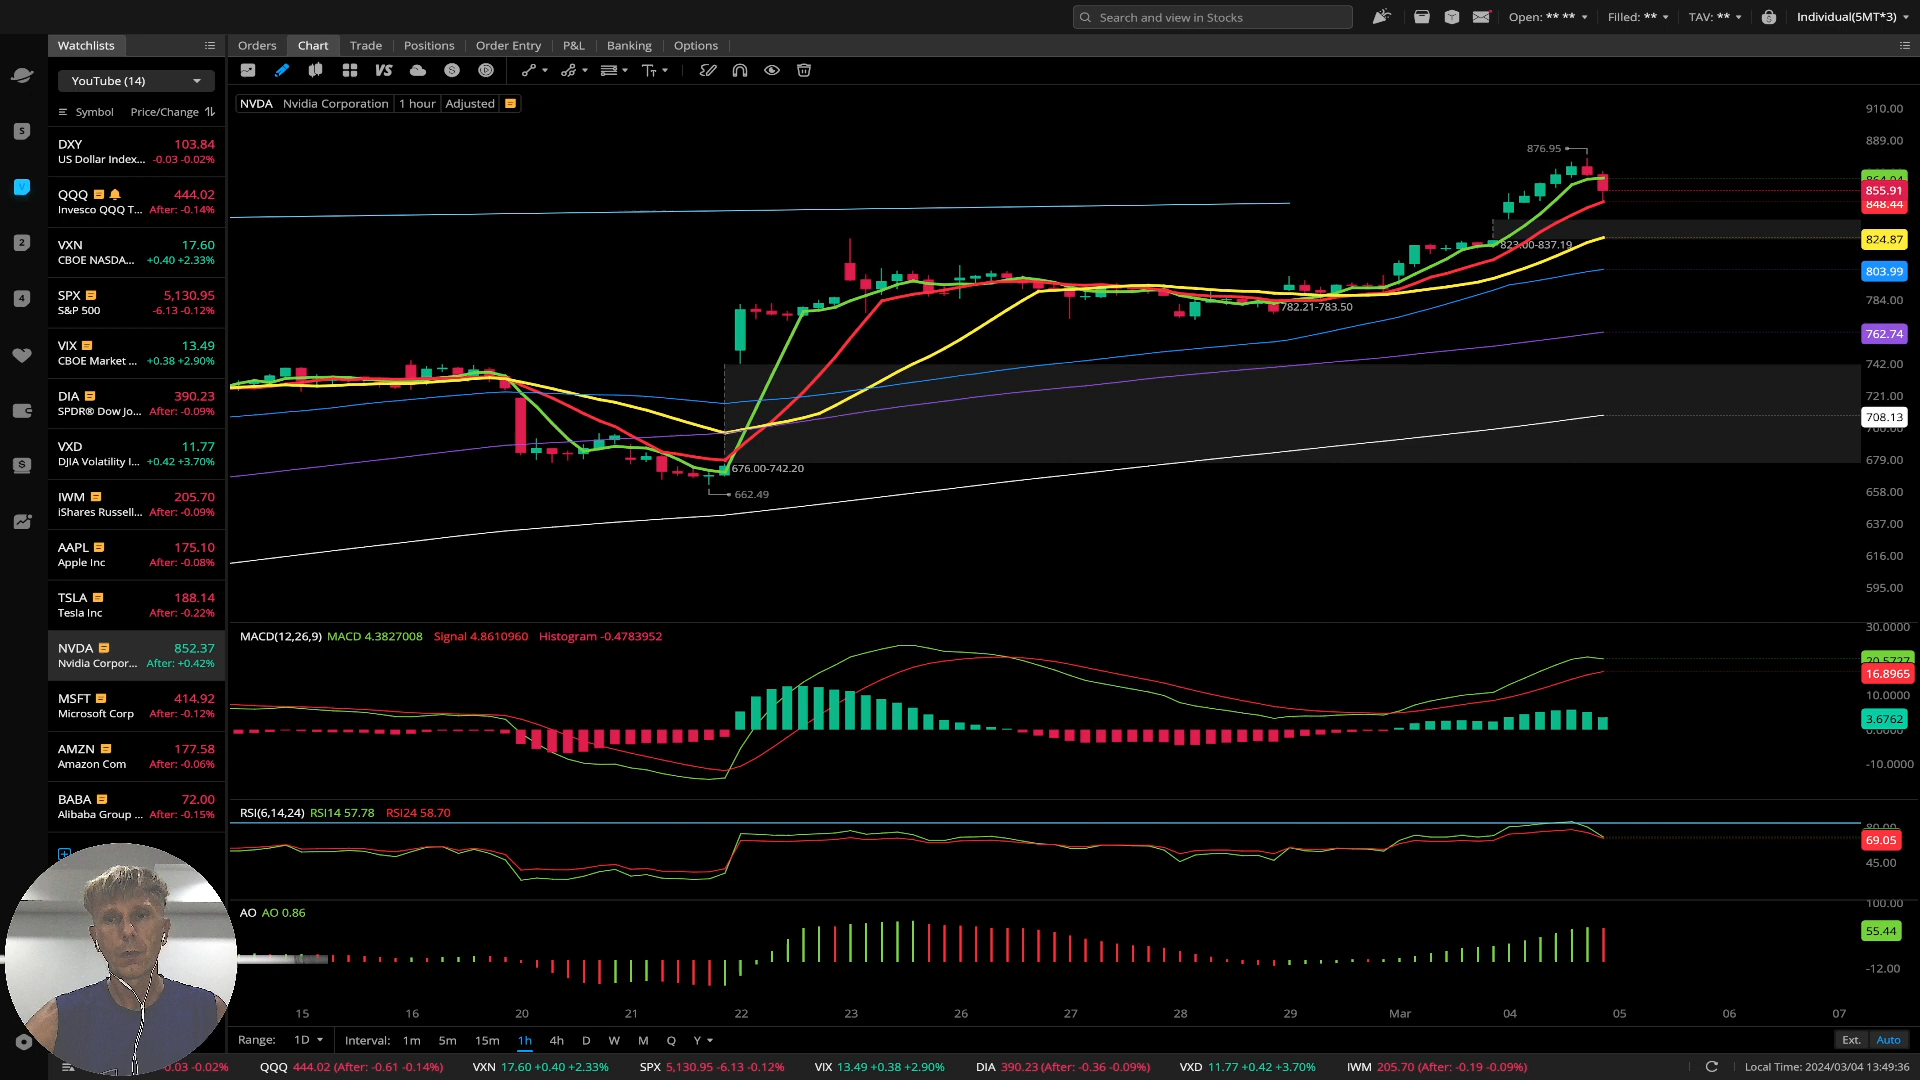 Search and view in Stocks
Open: ** **
Filled: **
TAV: **
Individual(5MT*3)
Watchlists
Orders Chart Trade Positions Order Entry P&L Banking Options
YouTube (14)
VS
Symbol Price/Change
NVDA Nvidia Corporation 1 hour Adjusted
DXY 103.84
US Dollar Index... -0.03 -0.02%
QQQ 444.02
Invesco QQQ T... After: -0.14%
VXN 17.60
CBOE NASDA... +0.40 +2.33%
SPX 5,130.95
S&P 500 -6.13 -0.12%
VIX 13.49
CBOE Market ... +0.38 +2.90%
DIA 390.23
SPDR® Dow Jo... After: -0.09%
VXD 11.77
DJIA Volatility I... +0.42 +3.70%
IWM 205.70
iShares Russell... After: -0.09%
AAPL 175.10
Apple Inc After: -0.08%
TSLA 188.14
Tesla Inc After: -0.22%
NVDA 852.37
Nvidia Corpor... After: +0.42%
MSFT 414.92
Microsoft Corp After: -0.12%
AMZN 177.58
Amazon Com After: -0.06%
BABA 72.00
Alibaba Group ... After: -0.15%
876.95
823.00-837.19
782.21-783.50
676.00-742.20
662.49
910.00
889.00
855.91
848.44
824.87
803.99
784.00
762.74
742.00
721.00
708.13
679.00
658.00
637.00
616.00
595.00
MACD(12,26,9) MACD 4.3827008 Signal 4.8610960 Histogram -0.4783952
30.0000
16.8965
10.0000
3.6762
-10.0000
RSI(6,14,24) RSI14 57.78 RSI24 58.70
69.05
45.00
AO AO 0.86
100.00
55.44
-12.00
15 16 20 21 22 23 26 27 28 29 Mar 04 05 06 07
Range: 1D Interval: 1m 5m 15m 1h 4h D W M Q Y
Ext. Auto
0.03 -0.02% QQQ 444.02 (After: -0.61 -0.14%) VXN 17.60 +0.40 +2.33% SPX 5,130.95 -6.13 -0.12% VIX 13.49 +0.38 +2.90% DIA 390.23 (After: -0.36 -0.09%) VXD 11.77 +0.42 +3.70% IWM 205.70 (After: -0.19 -0.09%)
Local Time: 2024/03/04 13:49:36